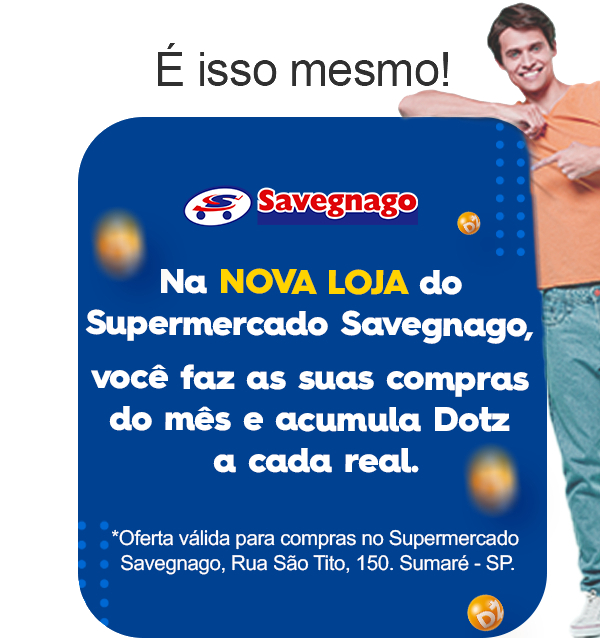 É isso mesmo!
Savegnago
Na NOVA LOJA do
Supermercado Savegnago,
você faz as suas compras
do mês e acumula Dotz
a cada real.
*Oferta válida para compras no Supermercado
Savegnago, Rua São Tito, 150. Sumaré - SP.
Dz